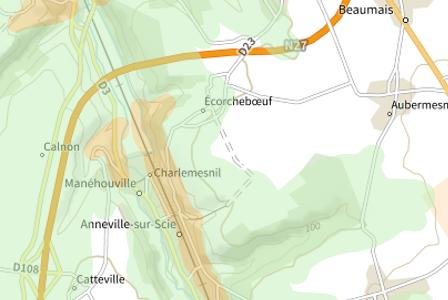 Beaumais
D23
N27
D3
Écorchebœuf
Aubermesn
Calnon
Charlemesnil
Manéhouville
Anneville-sur-Scie
100
D108
Catteville